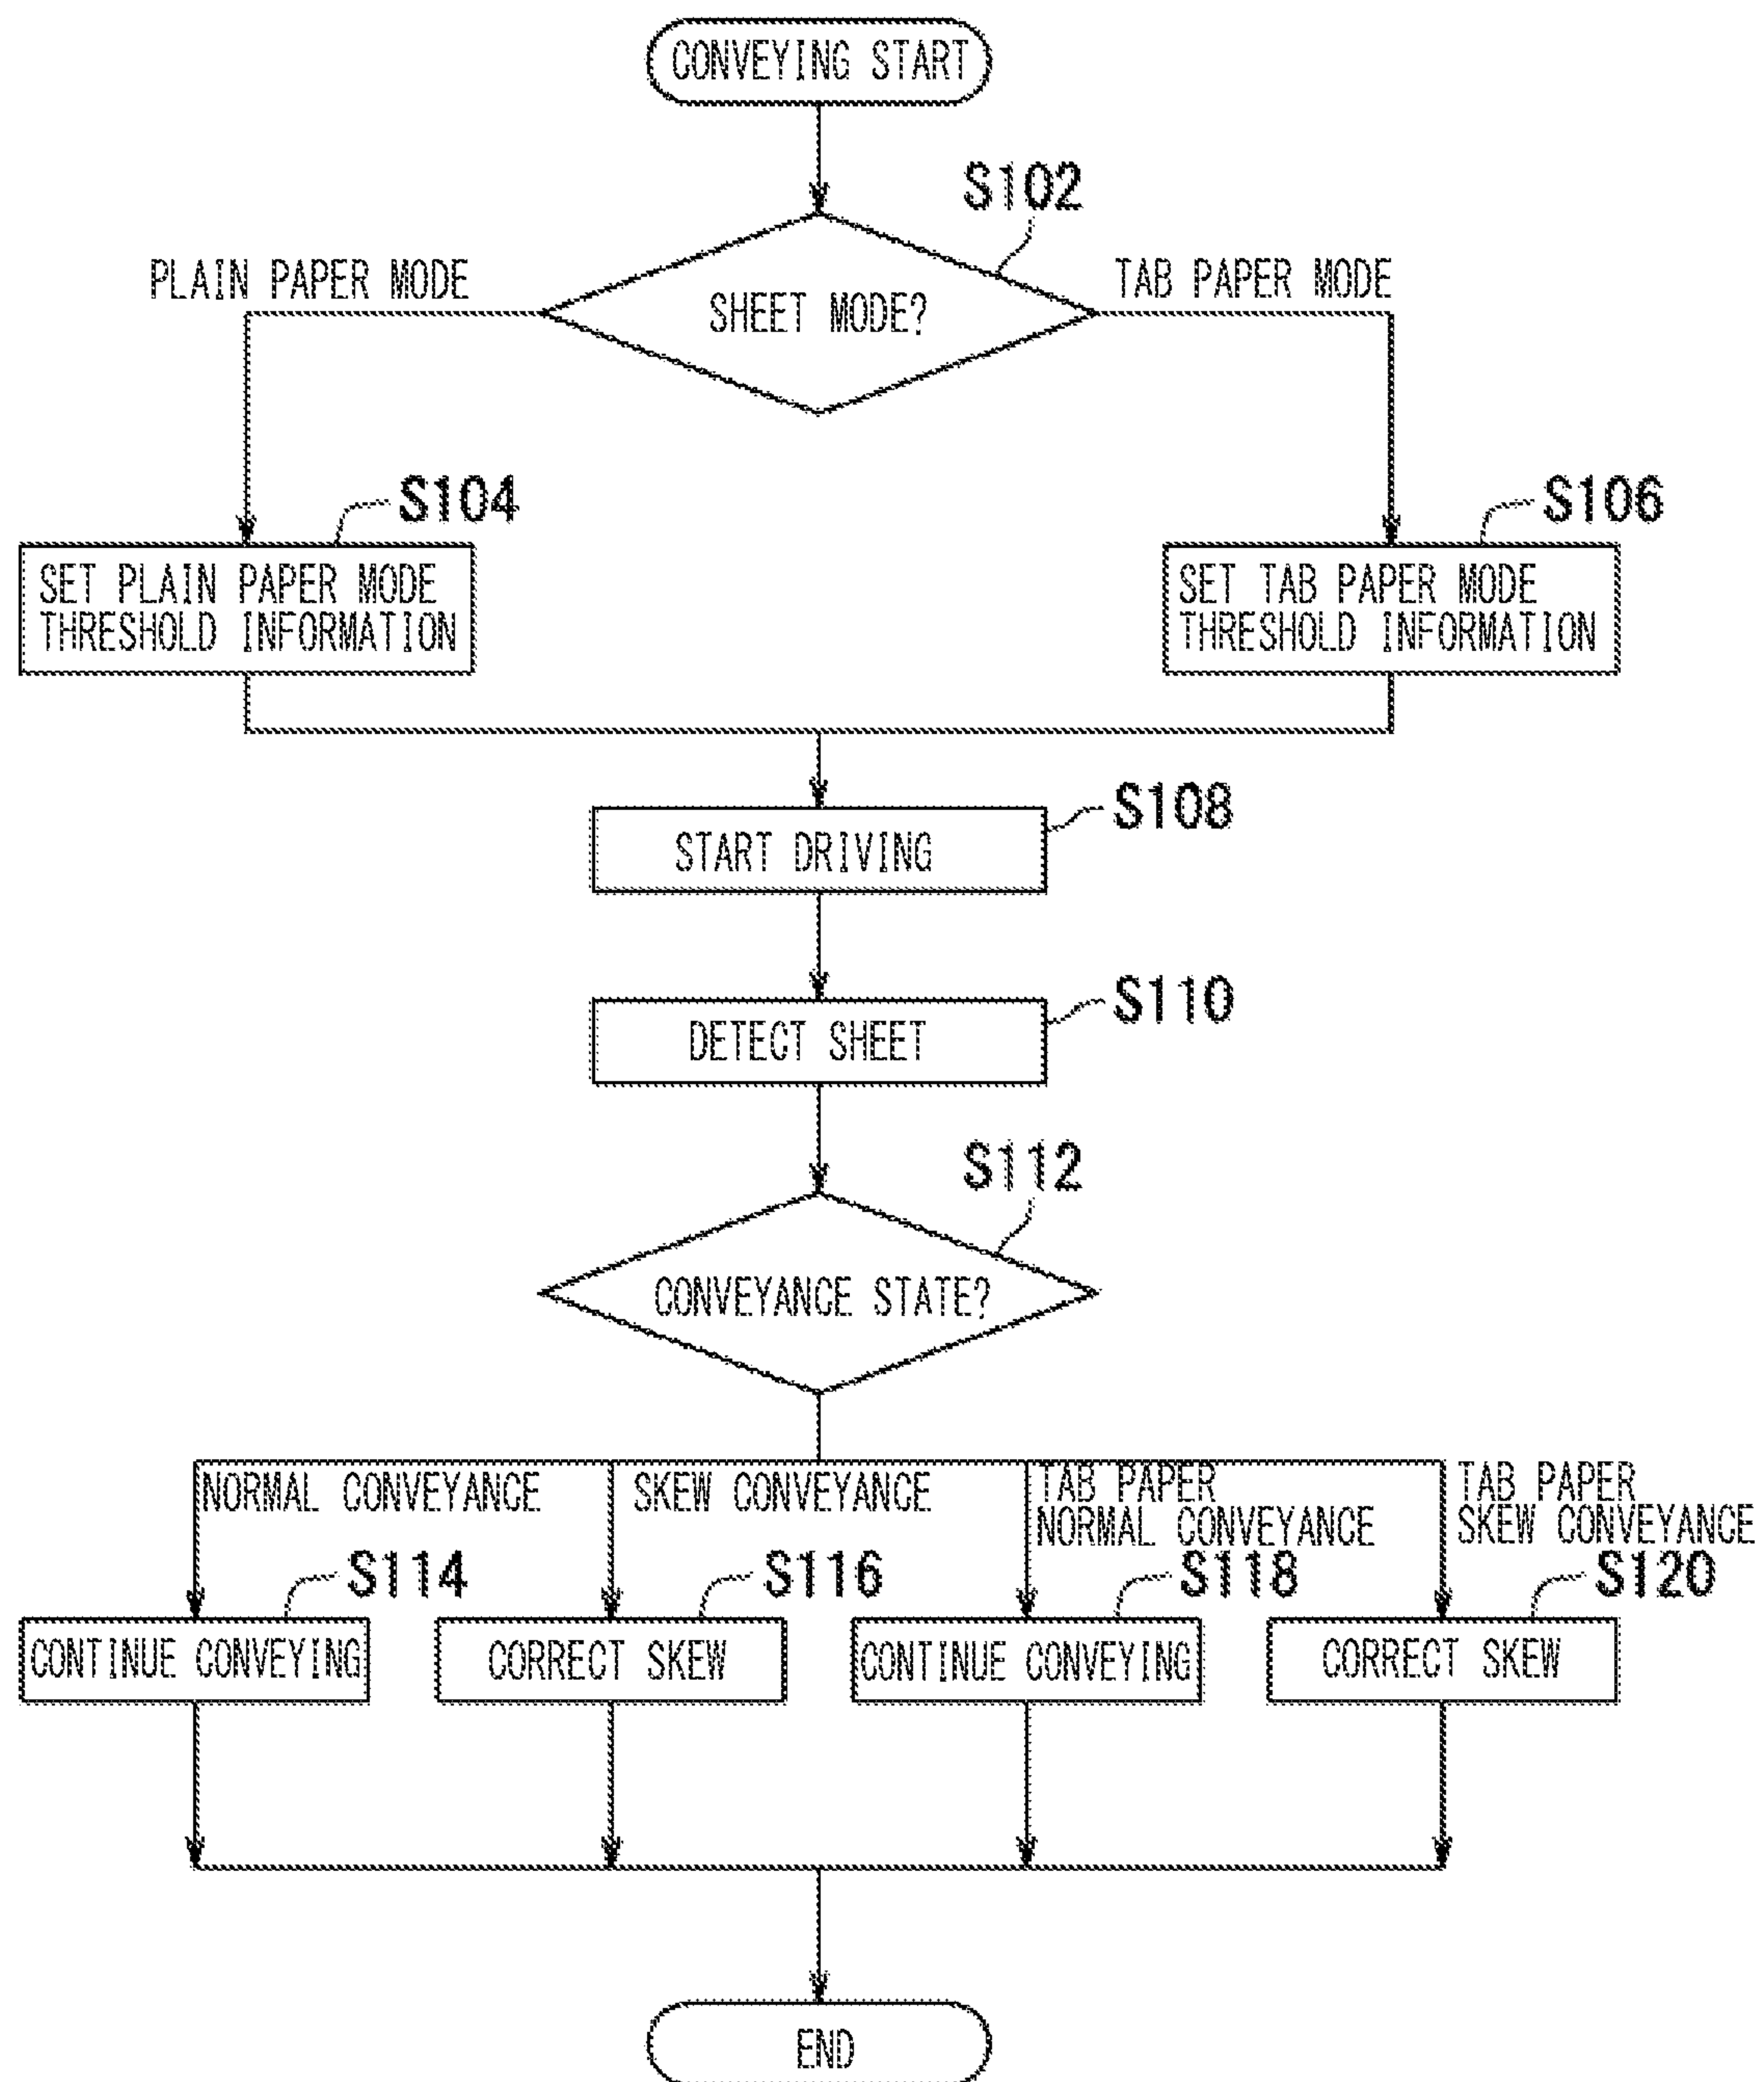 CONVEYING START
S102
PLAIN PAPER MODE
SHEET MODE?
TAB PAPER MODE
S104
S106
SET PLAIN PAPER MODE
THRESHOLD INFORMATION
SET TAB PAPER MODE
THRESHOLD INFORMATION
S108
START DRIVING
S110
DETECT SHEET
S112
CONVEYANCE STATE?
NORMAL CONVEYANCE
SKEW CONVEYANCE
TAB PAPER
NORMAL CONVEYANCE
TAB PAPER
SKEW CONVEYANCE
S114
S116
S118
S120
CONTINUE CONVEYING
CORRECT SKEW
CONTINUE CONVEYING
CORRECT SKEW
END